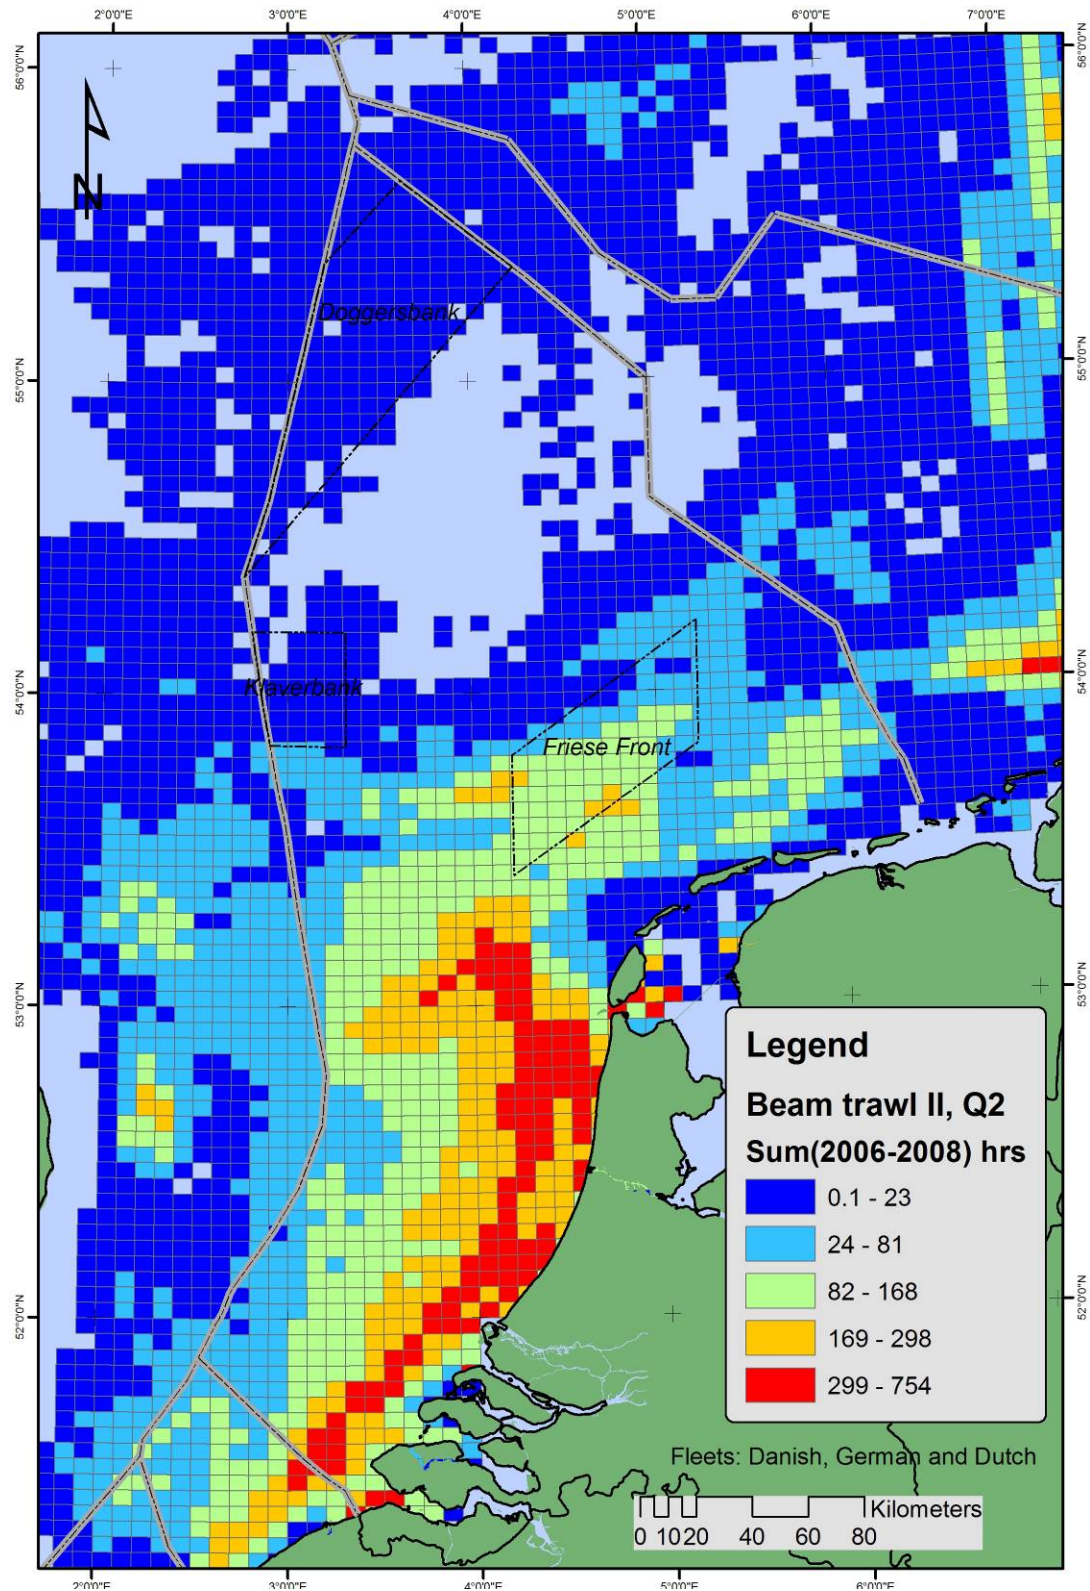 2°0'0"E 3°0'0"E 4°0'0"E 5°0'0"E 6°0'0"E 7°0'0"E
56°0'0"N
56°0'0"N
N
Doggersbank
55°0'0"N
55°0'0"N
54°0'0"N
54°0'0"N
Klaverbank
Friese Front
53°0'0"N
53°0'0"N
Legend
Beam trawl II, Q2
Sum(2006-2008) hrs
0.1 - 23
24 - 81
82 - 168
169 - 298
299 - 754
52°0'0"N
52°0'0"N
Fleets: Danish, German and Dutch
Kilometers
0 10 20 40 60 80
2°0'0"E 3°0'0"E 4°0'0"E 5°0'0"E 6°0'0"E